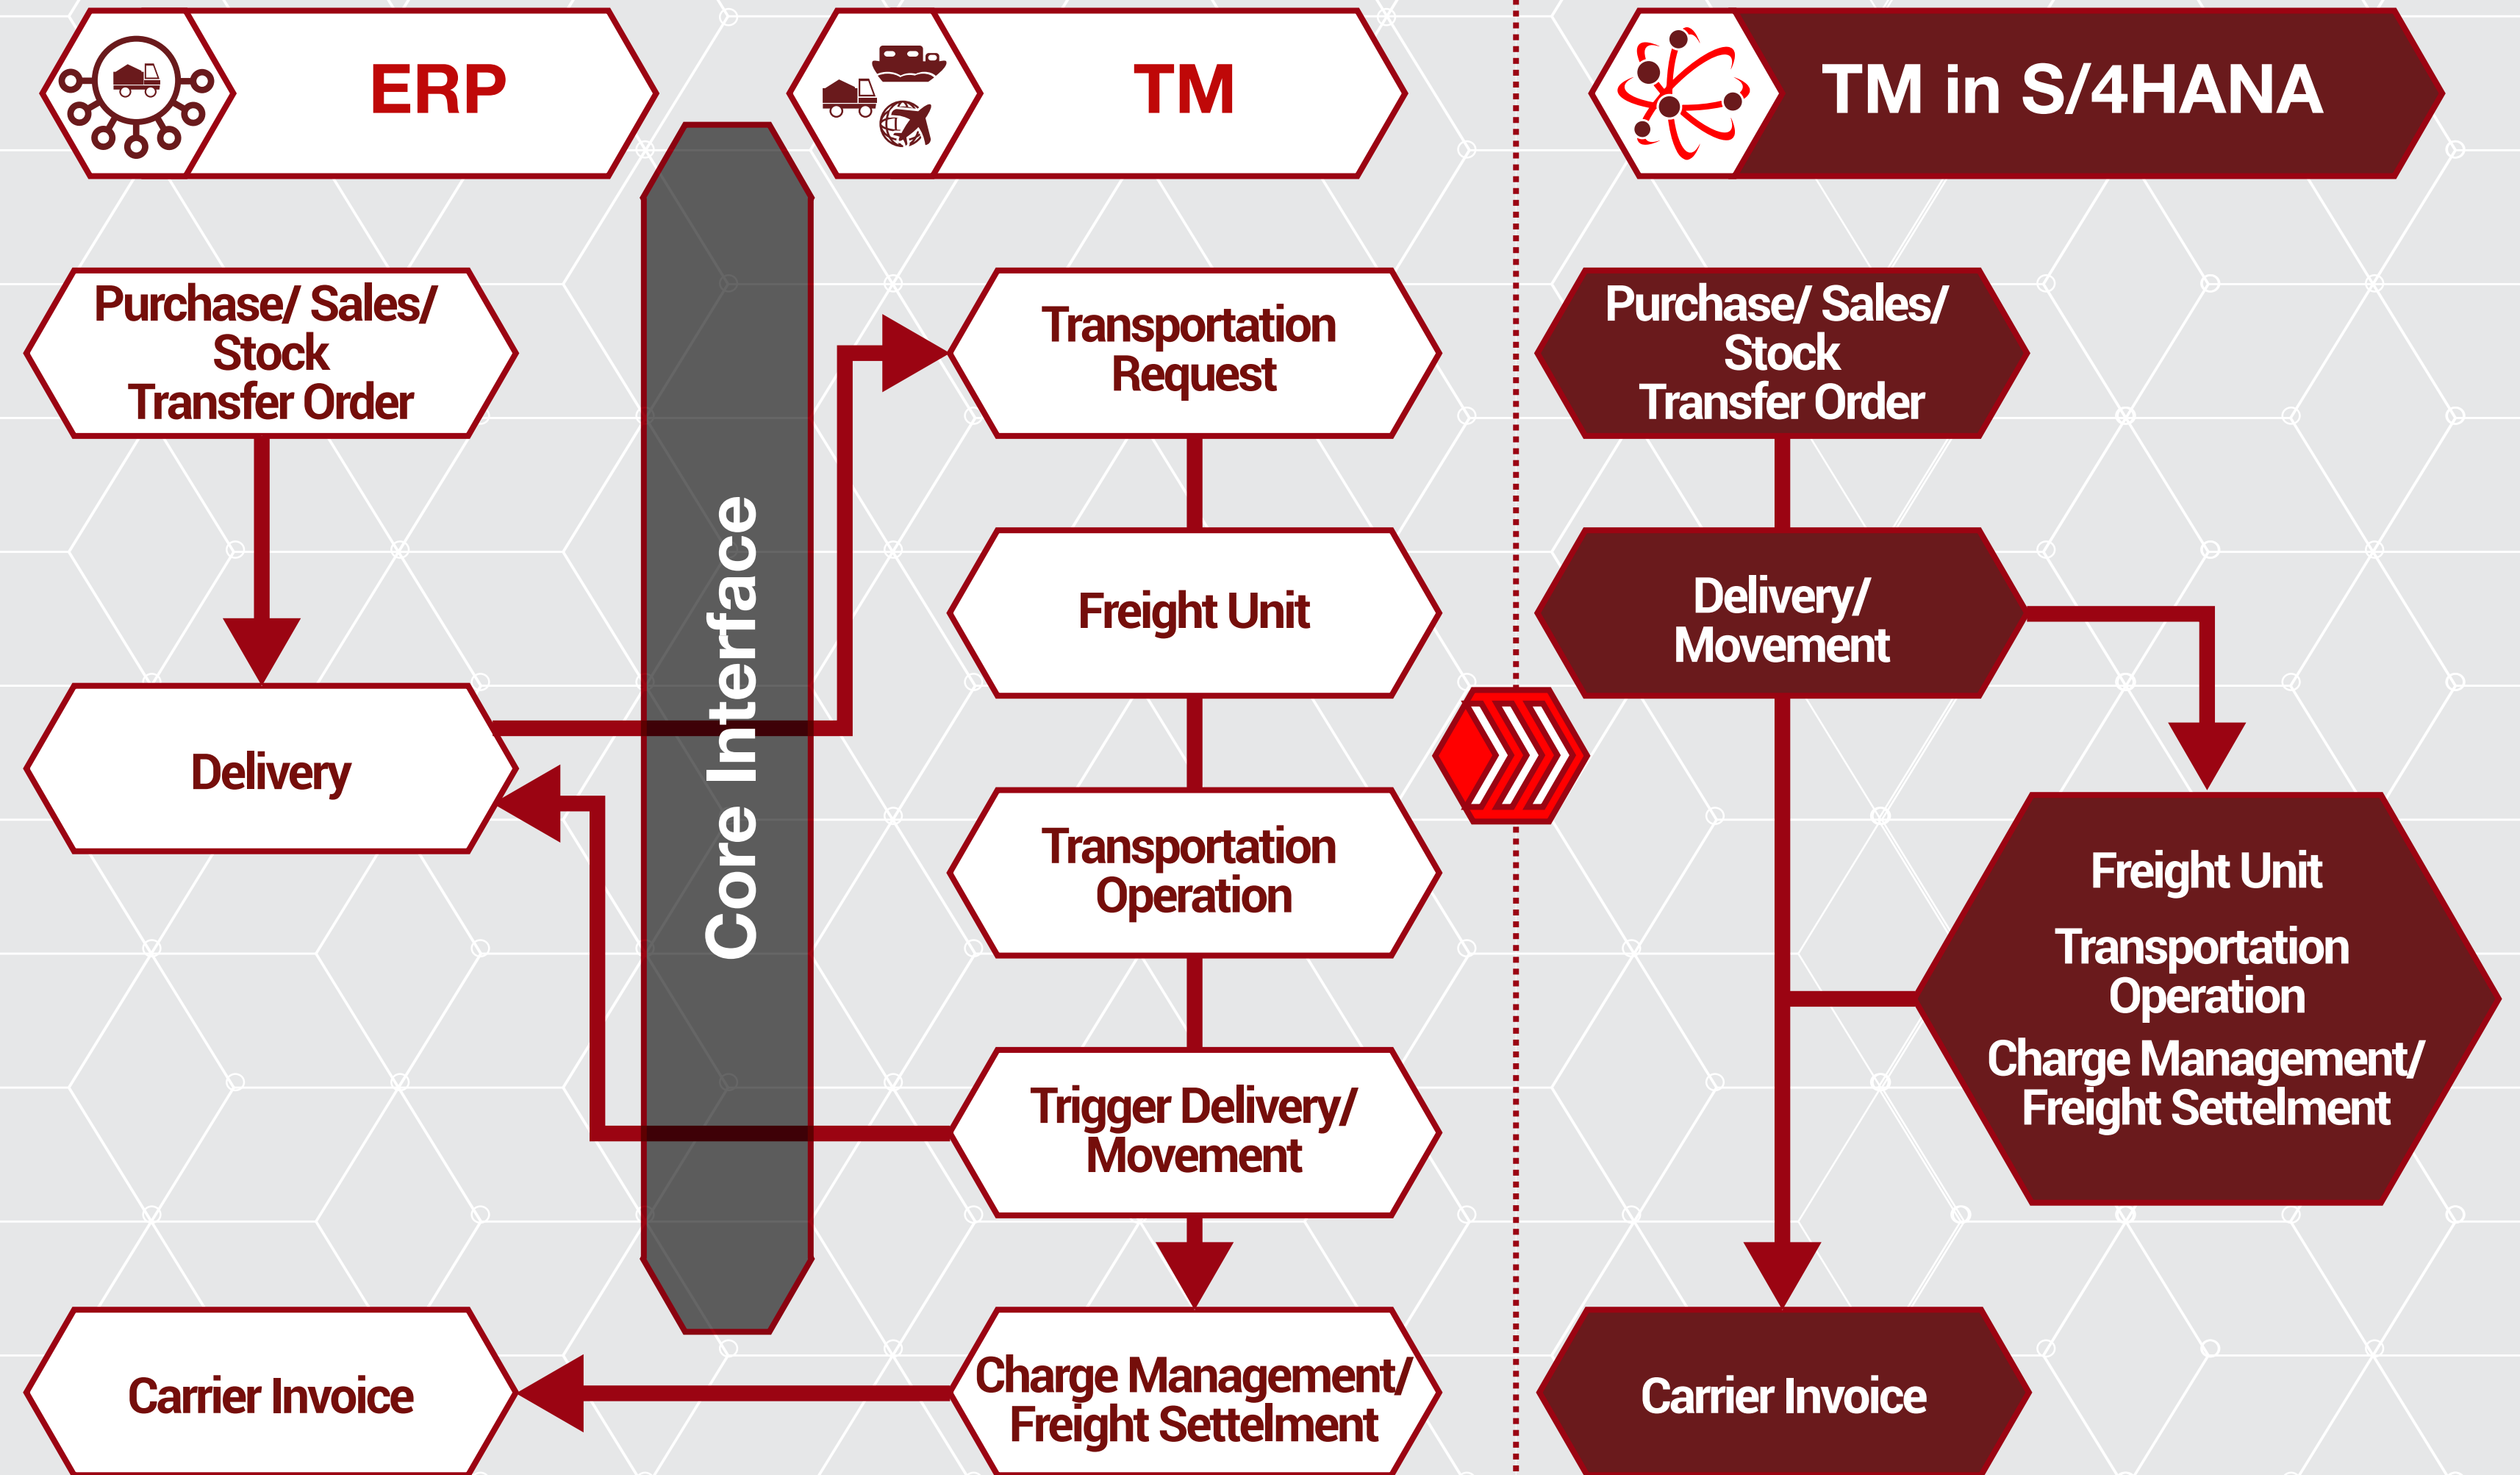 ERP
TM
TM in S/4HANA
Purchase/ Sales/
Stock
Transfer Order
Delivery
Carrier Invoice
Core Interface
Transportation
Request
Freight Unit
Transportation
Operation
Trigger Delivery/
Movement
Charge Management/
Freight Settelment
Purchase/ Sales/
Stock
Transfer Order
Delivery/
Movement
Freight Unit
Transportation
Operation
Charge Management/
Freight Settelment
Carrier Invoice